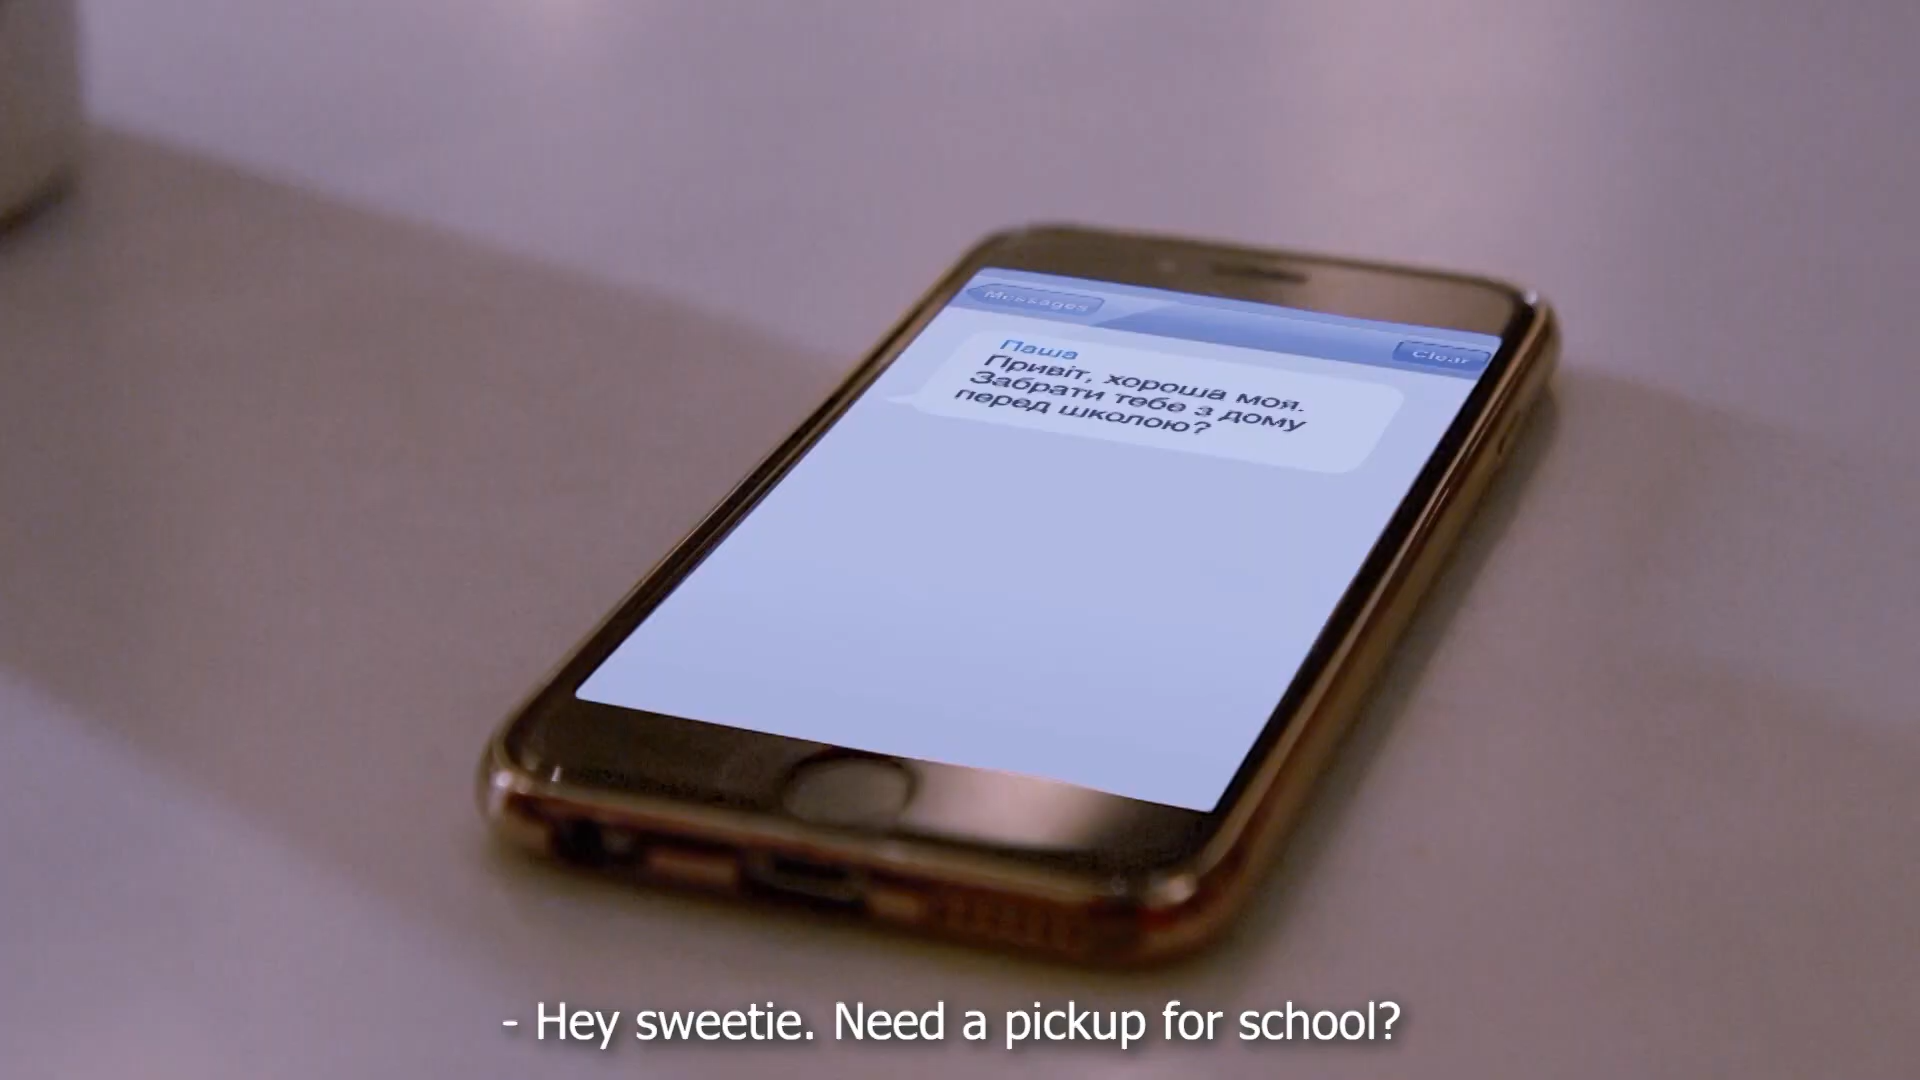 Messages
Clear
Паша
Привіт, хороша моя.
Забрати тебе з дому
перед школою?
- Hey sweetie. Need a pickup for school?